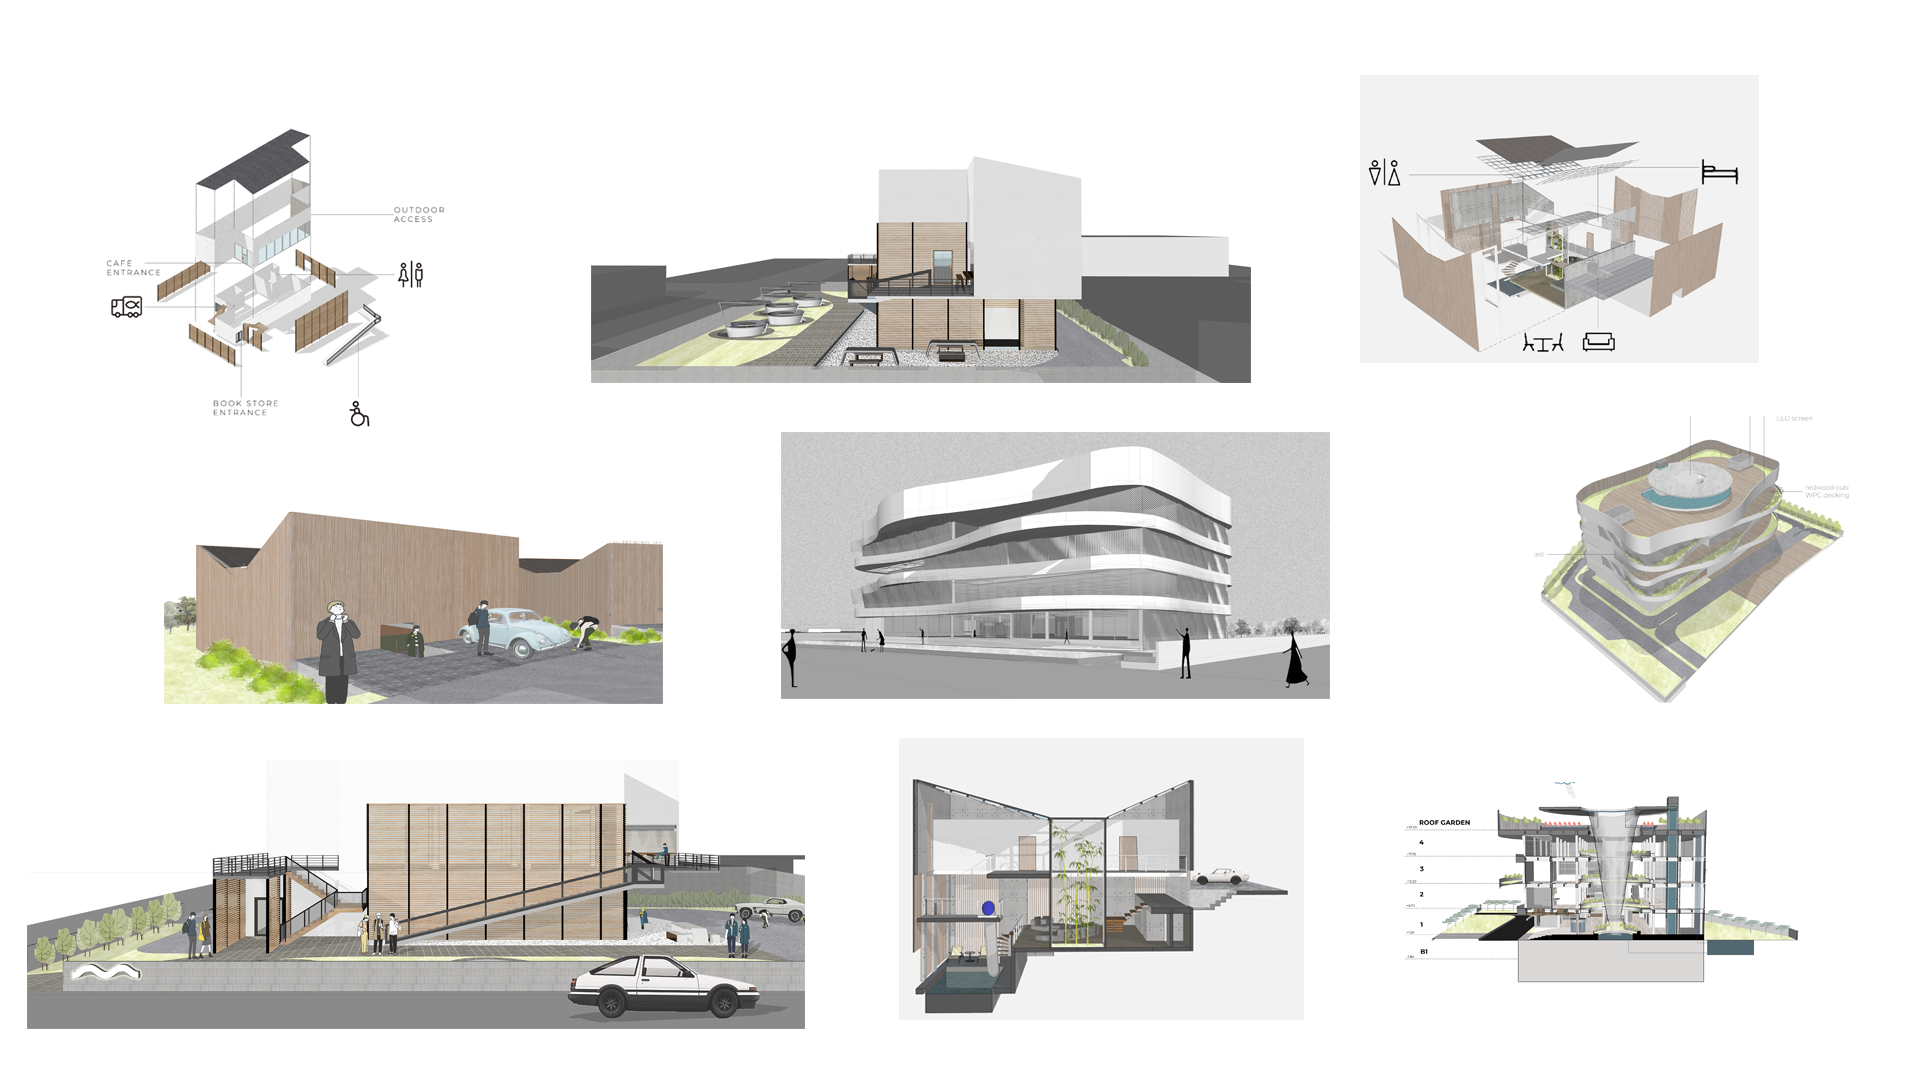 OUTDOOR
ACCESS
CAFE
ENTRANCE
BOOK STORE
ENTRANCE
LED screen
redwood outc
WPC decking
ROOF GARDEN
4
3
2
1
B1